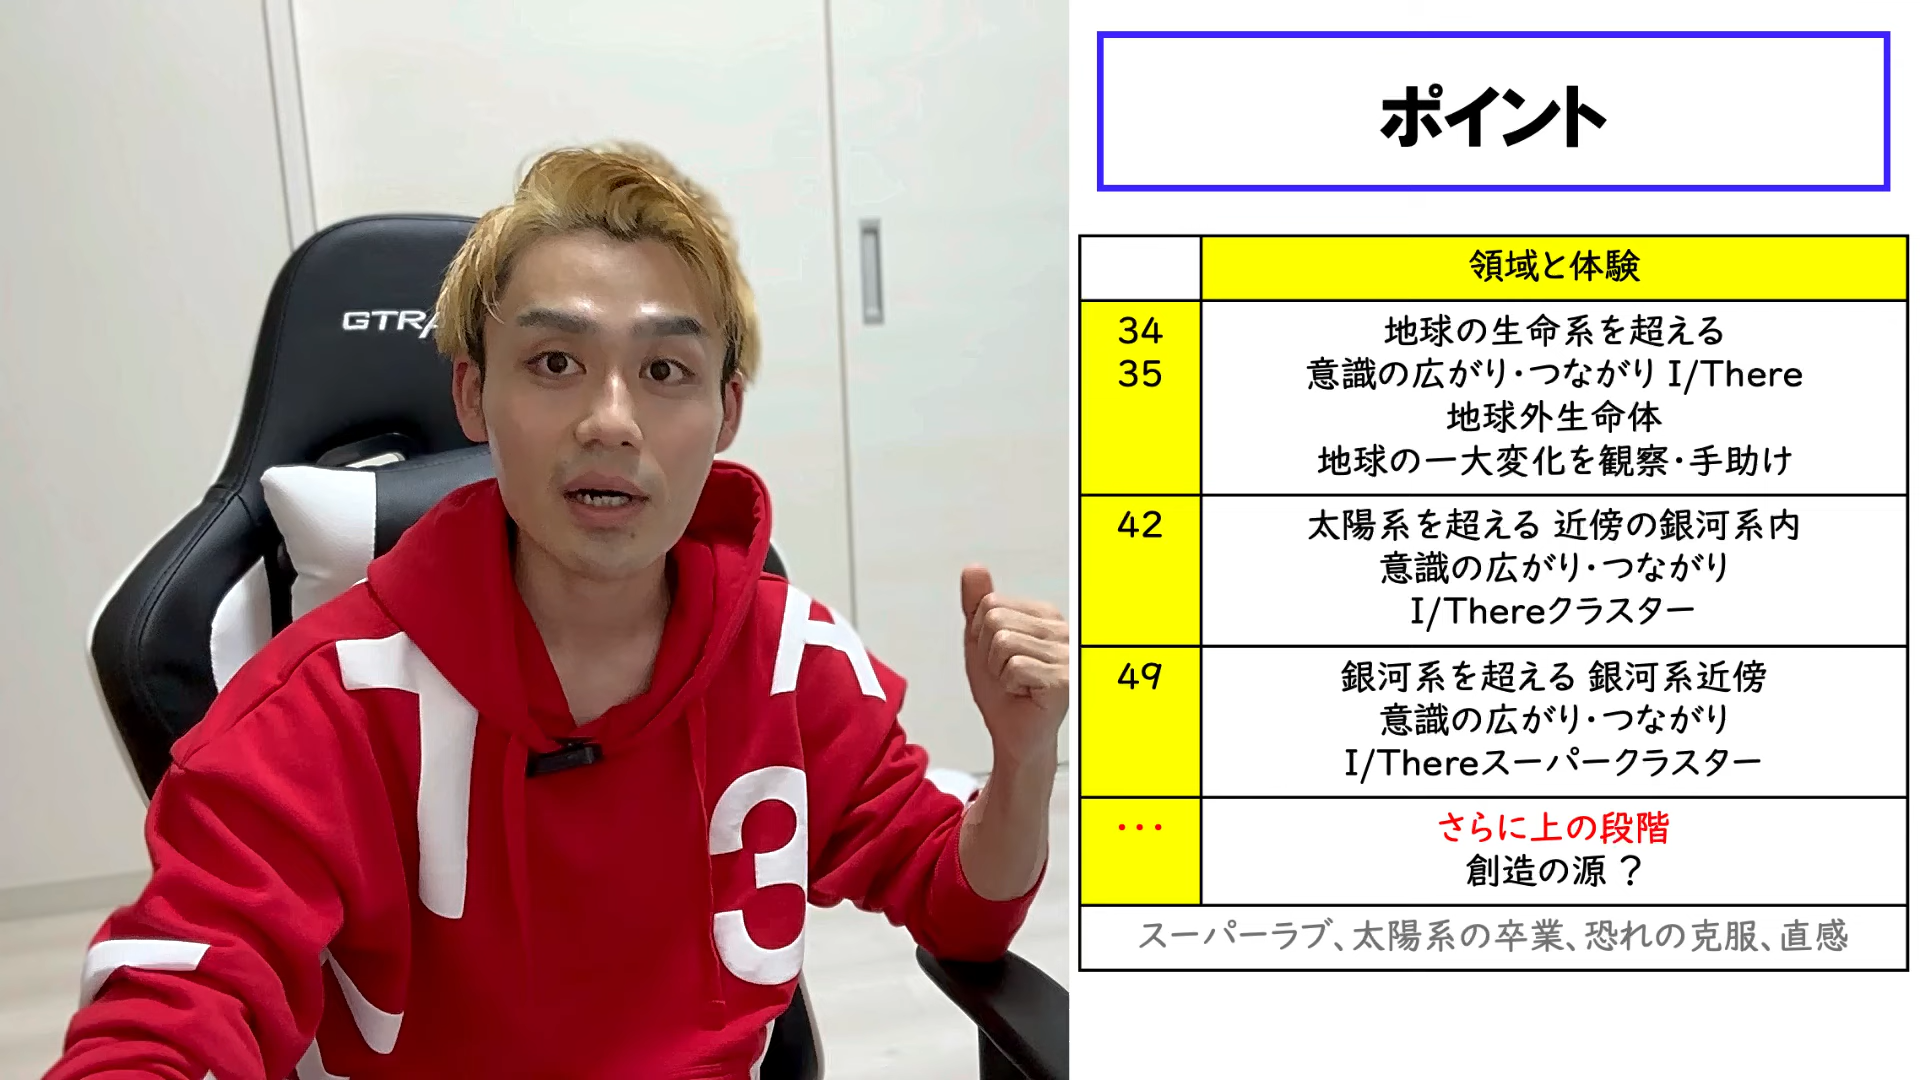 GTRA
ポイント
領域と体験
34
35
地球の生命系を超える
意識の広がり・つながり I/There
地球外生命体
地球の一大変化を観察・手助け
42
太陽系を超える 近傍の銀河系内
意識の広がり・つながり
I/Thereクラスター
49
銀河系を超える 銀河系近傍
意識の広がり・つながり
I/Thereスーパークラスター
・・・
さらに上の段階
創造の源 ?
スーパーラブ、太陽系の卒業、恐れの克服、直感
3